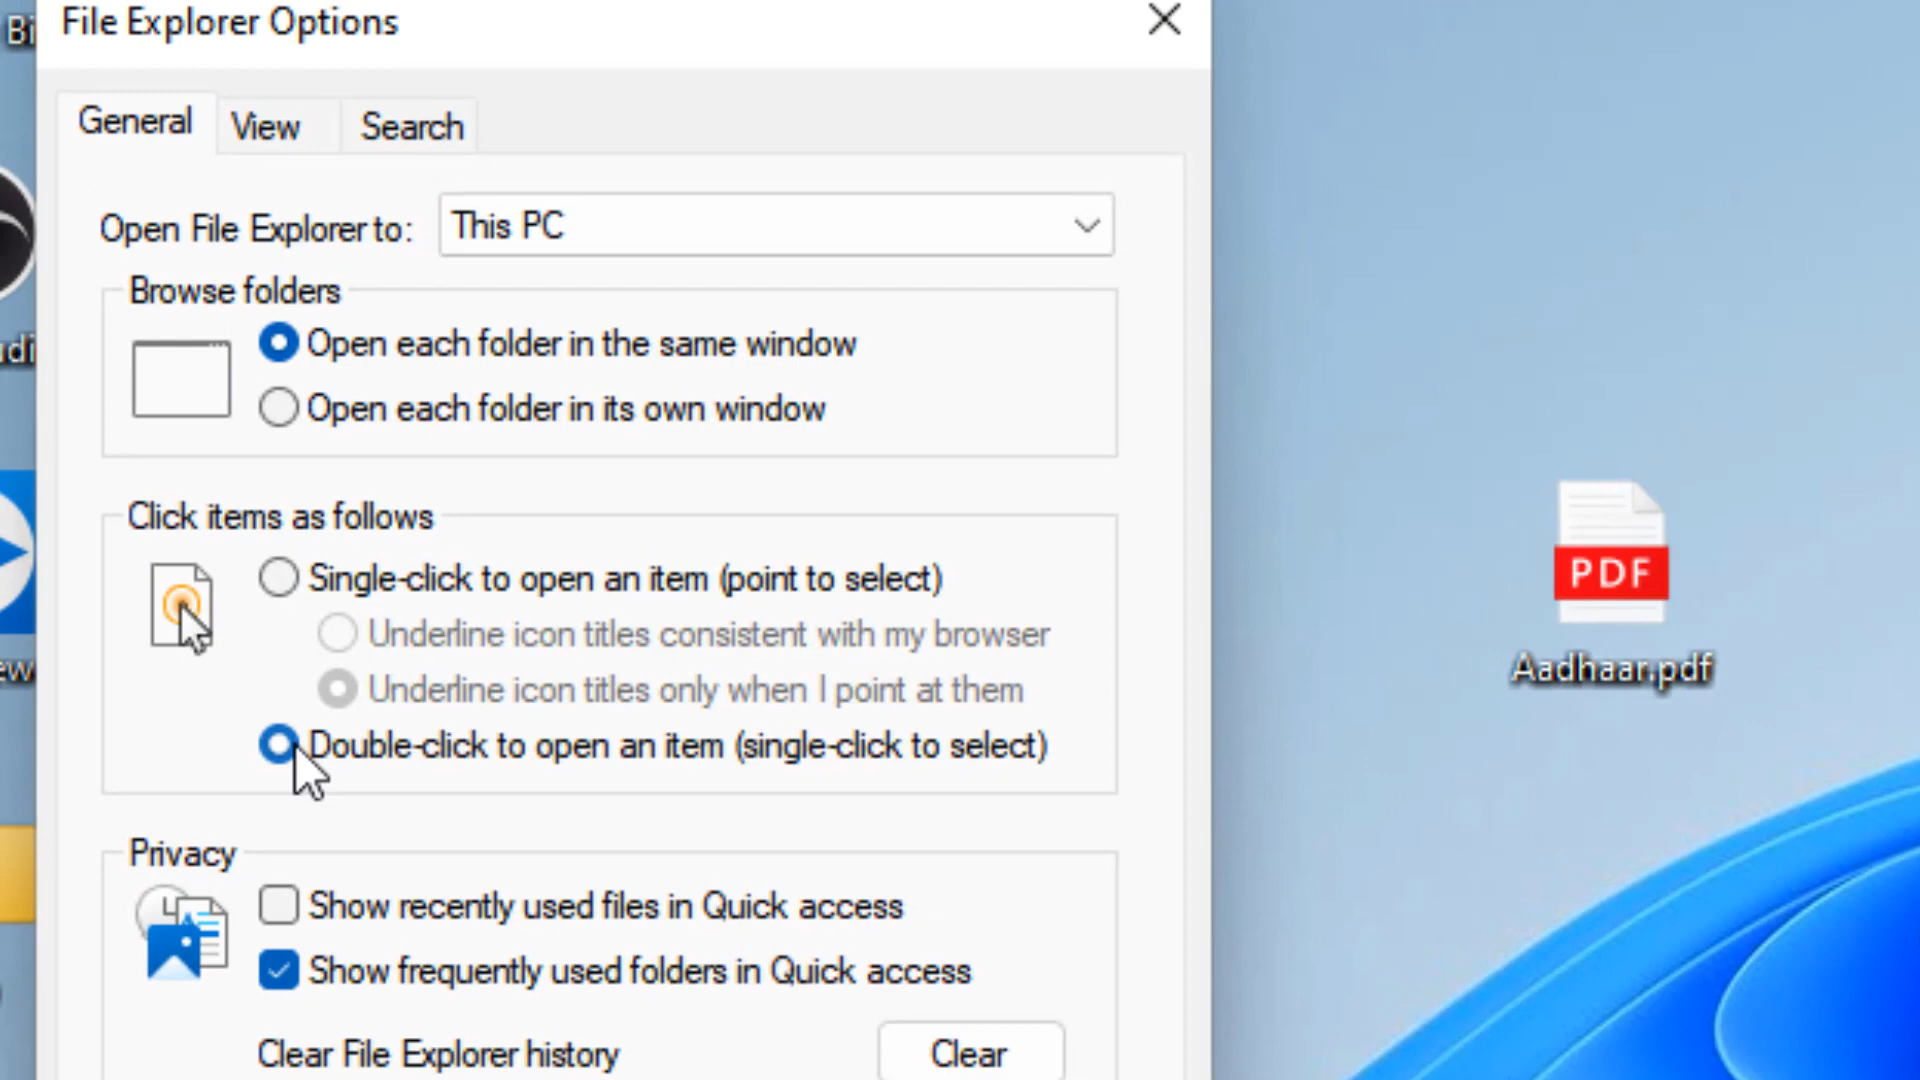 File Explorer Options
General
View
Search
Open File Explorer to:
This PC
Browse folders
Open each folder in the same window
Open each folder in its own window
Click items as follows
Single-click to open an item (point to select)
Underline icon titles consistent with my browser
Underline icon titles only when I point at them
Double-click to open an item (single-click to select)
Privacy
Show recently used files in Quick access
Show frequently used folders in Quick access
Clear File Explorer history
Clear
PDF
Aadhaar.pdf